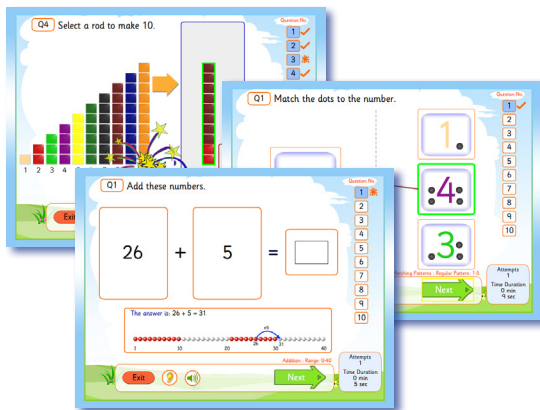 Q4 Select a rod to make 10.
Question No.
1
2
3
4
1 2 3 4
Exit
Q1 Match the dots to the number.
Question No.
1
2
3
4
5
6
7
8
9
10
1
4
3
Matching Patterns : Regular Pattern: 1-5
Next
Attempts
1
Time Duration
0 min
9 sec
Q1 Add these numbers.
Question No.
1
2
3
4
5
6
7
8
9
10
26 + 5 =
The answer is: 26 + 5 = 31
+5
26 31
1 10 20 30 40
Addition : Range: 0-40
Exit
?
Next
Attempts
1
Time Duration
0 min
5 sec